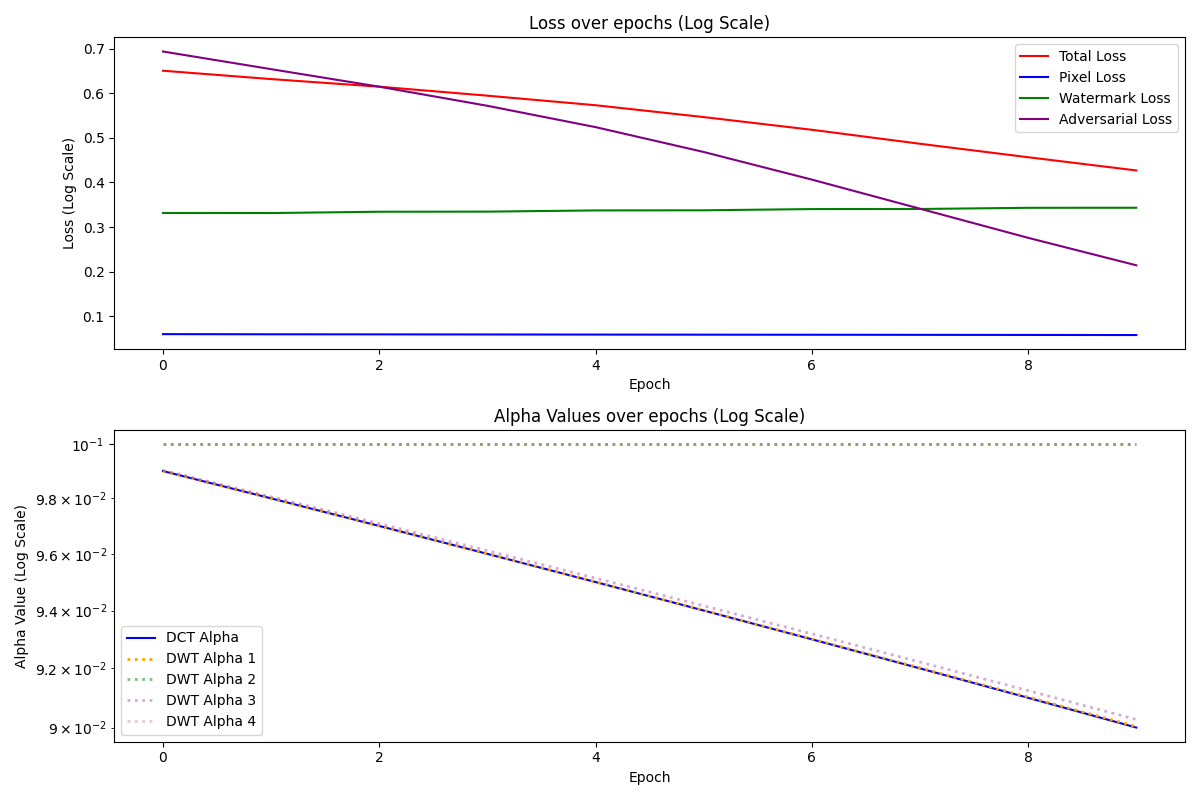 Loss over epochs (Log Scale)
Loss (Log Scale)
0.7
0.6
0.5
0.4
0.3
0.2
0.1
Total Loss
Pixel Loss
Watermark Loss
Adversarial Loss
0 2 4 6 8
Epoch
Alpha Values over epochs (Log Scale)
Alpha Value (Log Scale)
10⁻¹
9.8 × 10⁻²
9.6 × 10⁻²
9.4 × 10⁻²
9.2 × 10⁻²
9 × 10⁻²
DCT Alpha
DWT Alpha 1
DWT Alpha 2
DWT Alpha 3
DWT Alpha 4
0 2 4 6 8
Epoch